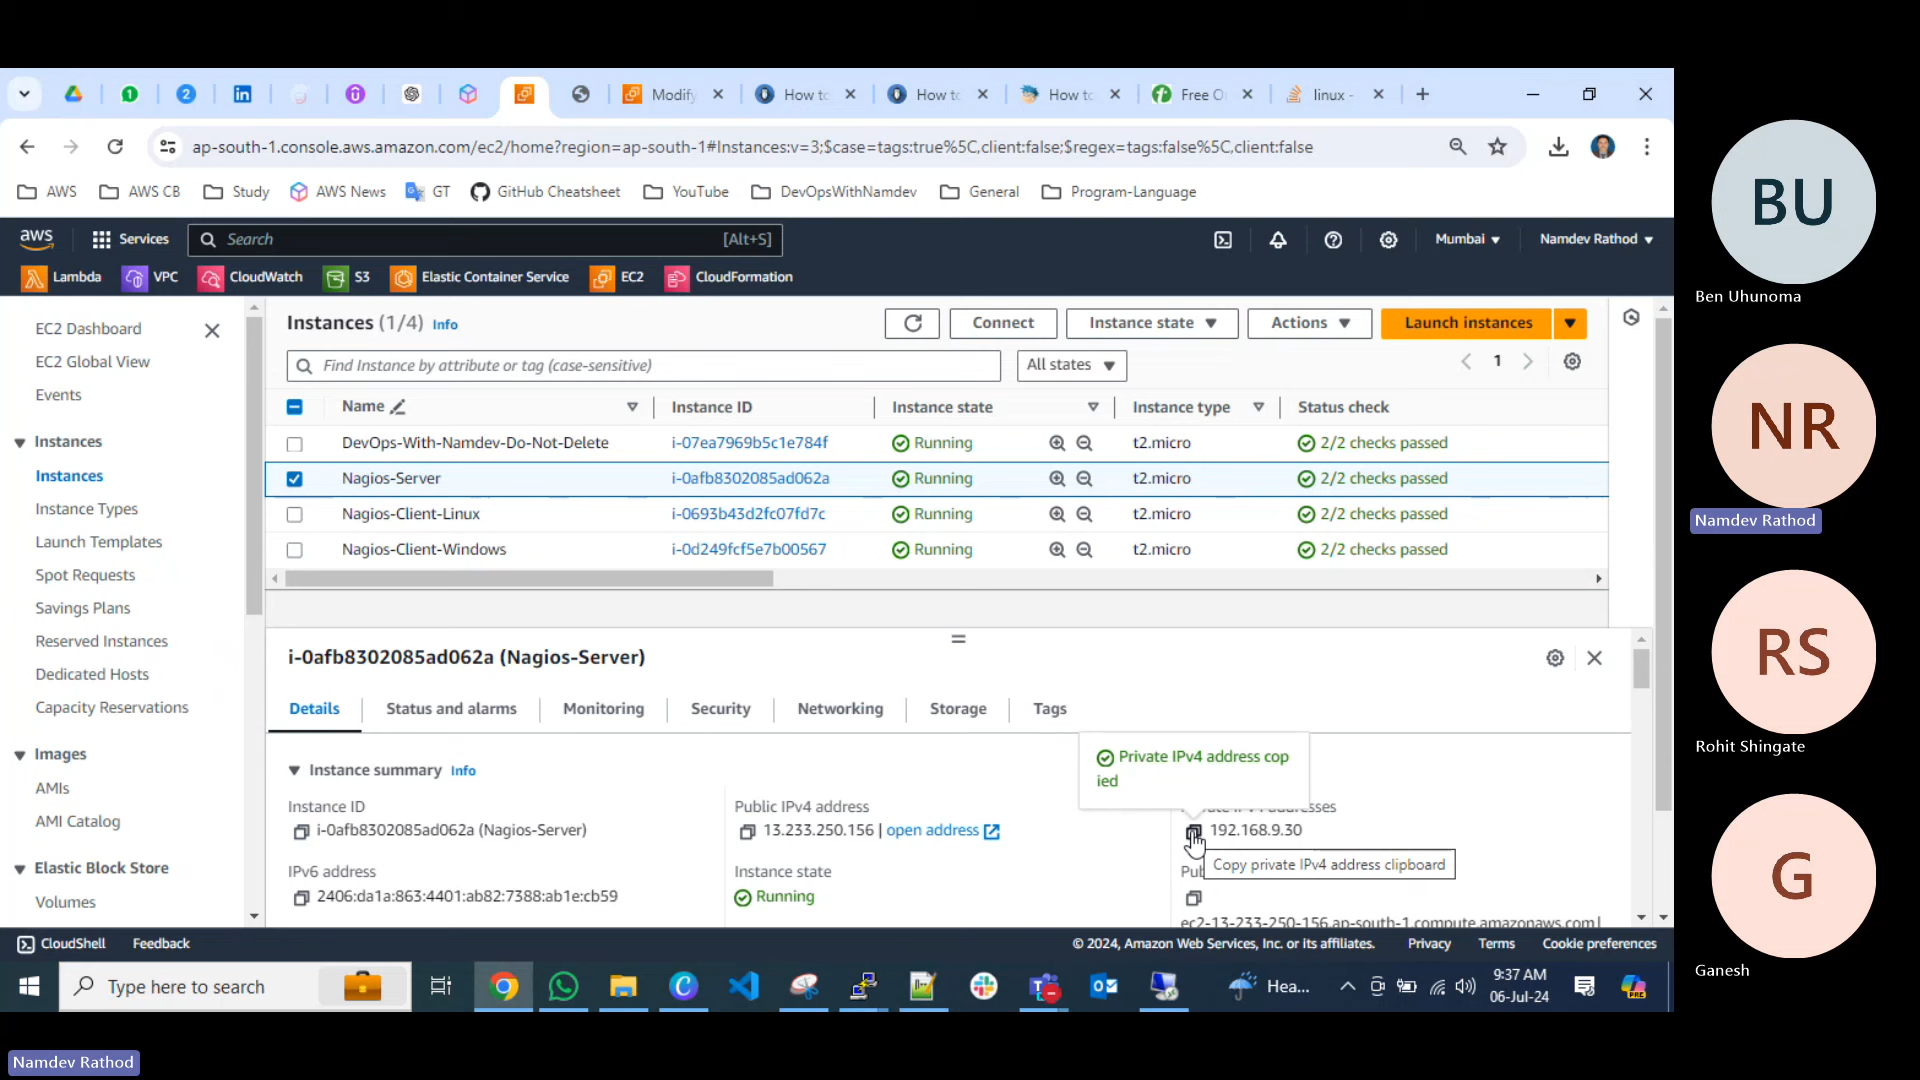 Modify
How to
How to
How to
Free O
linux -
ap-south-1.console.aws.amazon.com/ec2/home?region=ap-south-1#Instances:v=3;$case=tags:true%5C,client:false;$regex=tags:false%5C,client:false
AWS
AWS CB
Study
AWS News
GT
GitHub Cheatsheet
YouTube
DevOpsWithNamdev
General
Program-Language
aws
Services
Search
[Alt+S]
Mumbai
Namdev Rathod
Lambda
VPC
CloudWatch
S3
Elastic Container Service
EC2
CloudFormation
EC2 Dashboard
EC2 Global View
Events
Instances
Instances
Instance Types
Launch Templates
Spot Requests
Savings Plans
Reserved Instances
Dedicated Hosts
Capacity Reservations
Images
AMIs
AMI Catalog
Elastic Block Store
Volumes
Instances (1/4) Info
Connect
Instance state
Actions
Launch instances
Find Instance by attribute or tag (case-sensitive)
All states
1
Name Instance ID Instance state Instance type Status check
DevOps-With-Namdev-Do-Not-Delete i-07ea7969b5c1e784f Running t2.micro 2/2 checks passed
Nagios-Server i-0afb8302085ad062a Running t2.micro 2/2 checks passed
Nagios-Client-Linux i-0693b43d2fc07fd7c Running t2.micro 2/2 checks passed
Nagios-Client-Windows i-0d249fcf5e7b00567 Running t2.micro 2/2 checks passed
i-0afb8302085ad062a (Nagios-Server)
Details
Status and alarms
Monitoring
Security
Networking
Storage
Tags
Instance summary Info
Private IPv4 address cop
ied
Instance ID
i-0afb8302085ad062a (Nagios-Server)
Public IPv4 address
13.233.250.156 | open address
192.168.9.30
Copy private IPv4 address clipboard
IPv6 address
2406:da1a:863:4401:ab82:7388:ab1e:cb59
Instance state
Running
ec2-13-233-250-156.ap-south-1.compute.amazonaws.com |
CloudShell
Feedback
© 2024, Amazon Web Services, Inc. or its affiliates.
Privacy
Terms
Cookie preferences
Type here to search
Hea...
9:37 AM
06-Jul-24
BU
Ben Uhunoma
NR
Namdev Rathod
RS
Rohit Shingate
G
Ganesh
Namdev Rathod